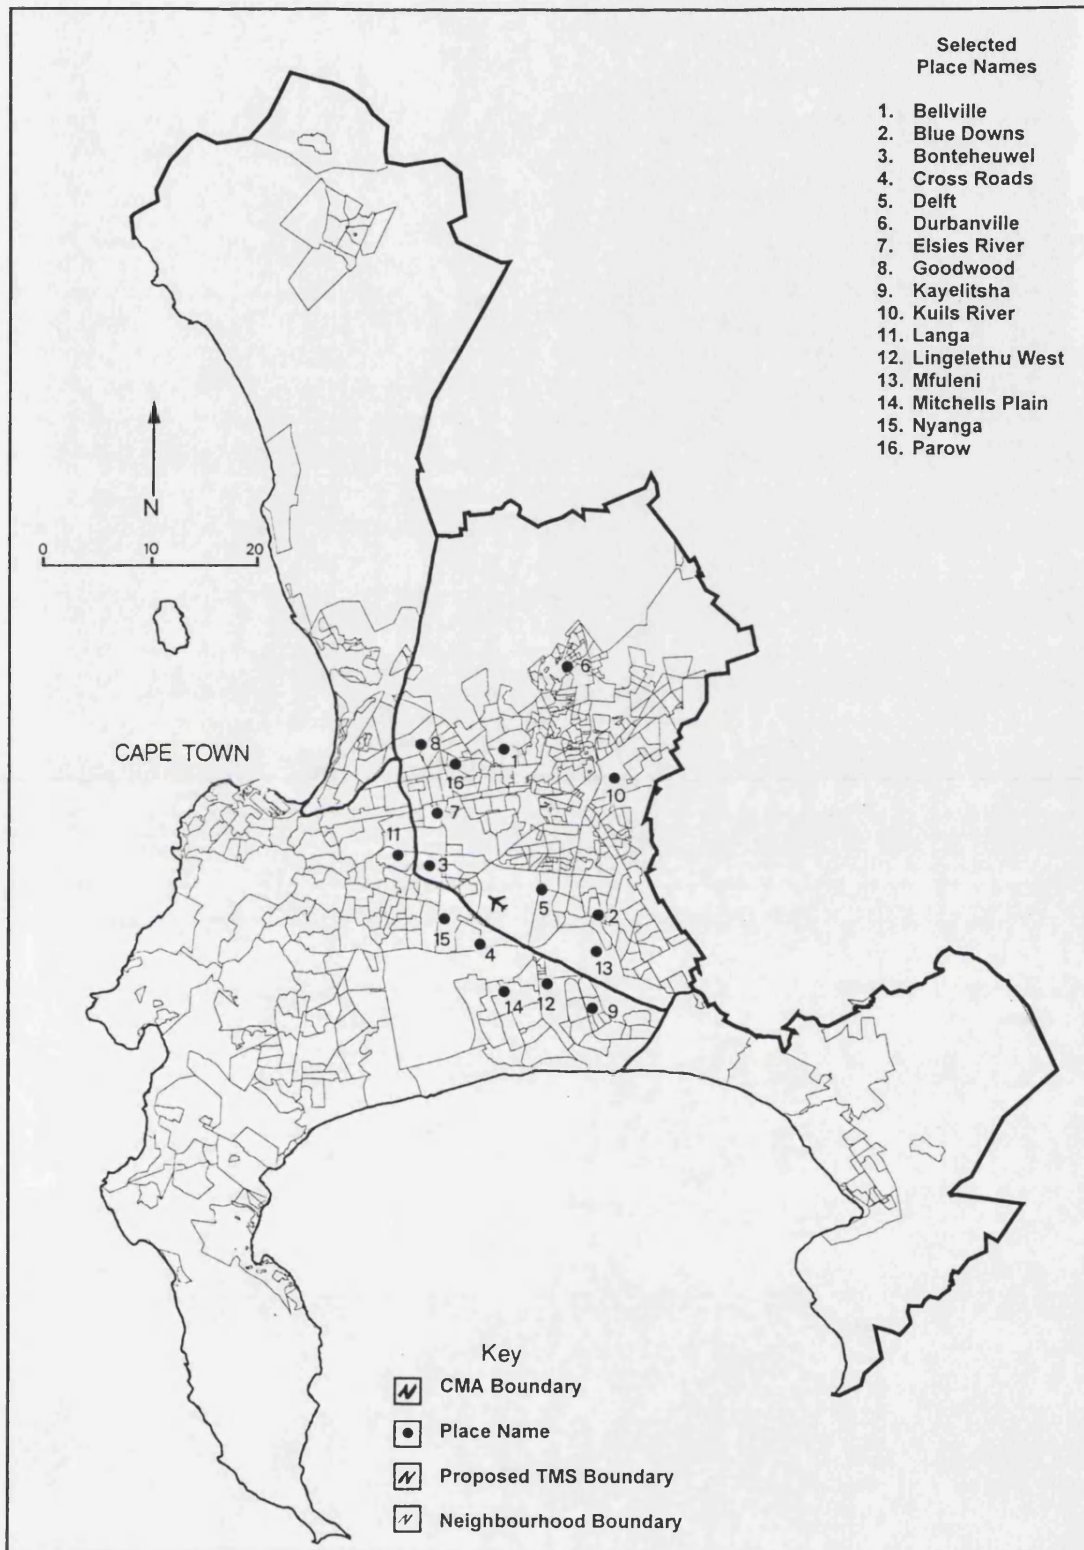 Selected
Place Names
1. Bellville
2. Blue Downs
3. Bonteheuwel
4. Cross Roads
5. Delft
6. Durbanville
7. Elsies River
8. Goodwood
9. Kayelitsha
10. Kuils River
11. Langa
12. Lingelethu West
13. Mfuleni
14. Mitchells Plain
15. Nyanga
16. Parow
N
0 10 20
6
CAPE TOWN
8
1
16
10
7
11
3
5
2
15
4
13
12
14
9
Key
CMA Boundary
Place Name
Proposed TMS Boundary
Neighbourhood Boundary